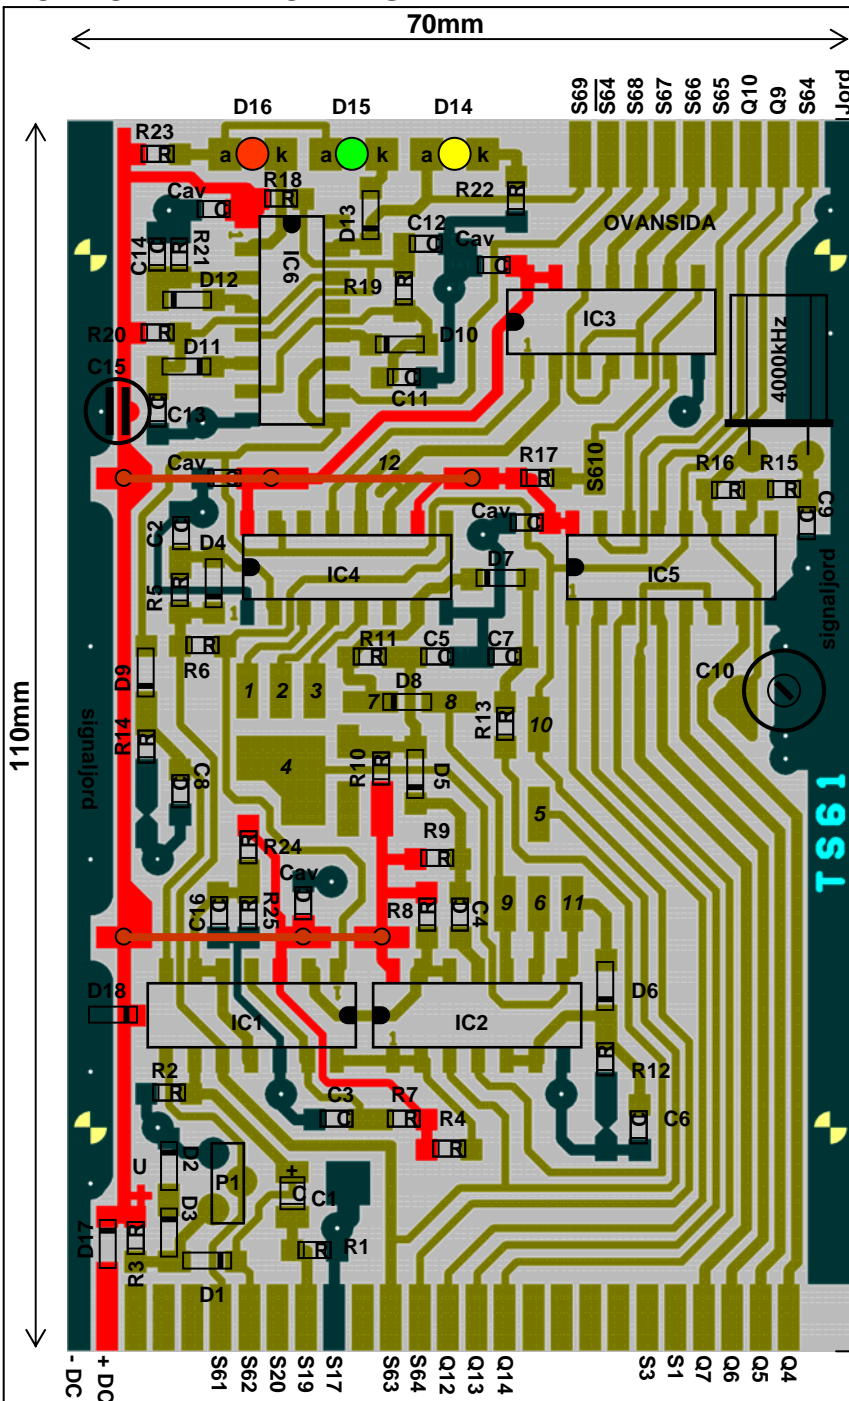 70mm
S69
S64
S68
S67
S66
S65
Q10
Q9
S64
Jord
D16
D15
D14
R23
a
k
a
k
a
k
R
R18
R
R22
R
Cav
C
D13
C12
C
Cav
C
OVANSIDA
C14
C
R
R21
1
IC6
D12
R19
R
IC3
4000kHz
R20
R
D10
1
C15
D11
C11
C
C
C13
Cav
C
12
R17
R
S610
R16
R
R15
R
C9
C
C2
C
Cav
C
D4
D7
R5
R
IC4
IC5
1
1
signaljord
R
R6
R11
R
C5
C
C7
C
C10
D9
1
2
3
7
D8
8
R13
R
10
signaljord
R14
R
4
R10
R
D5
110mm
C8
C
5
TS61
R
R24
R9
R
Cav
C
C16
C
R
R25
R8
R
C
C4
9
6
11
D18
1
IC1
IC2
1
D6
R2
R
R
R12
C3
C
R7
R
R4
R
C
C6
U
+
D2
P1
+
C
C1
D17
R
R3
D3
D1
R
R1
- DC
+ DC
S61
S62
S20
S19
S17
S63
S64
Q12
Q13
Q14
S3
S1
Q7
Q6
Q5
Q4